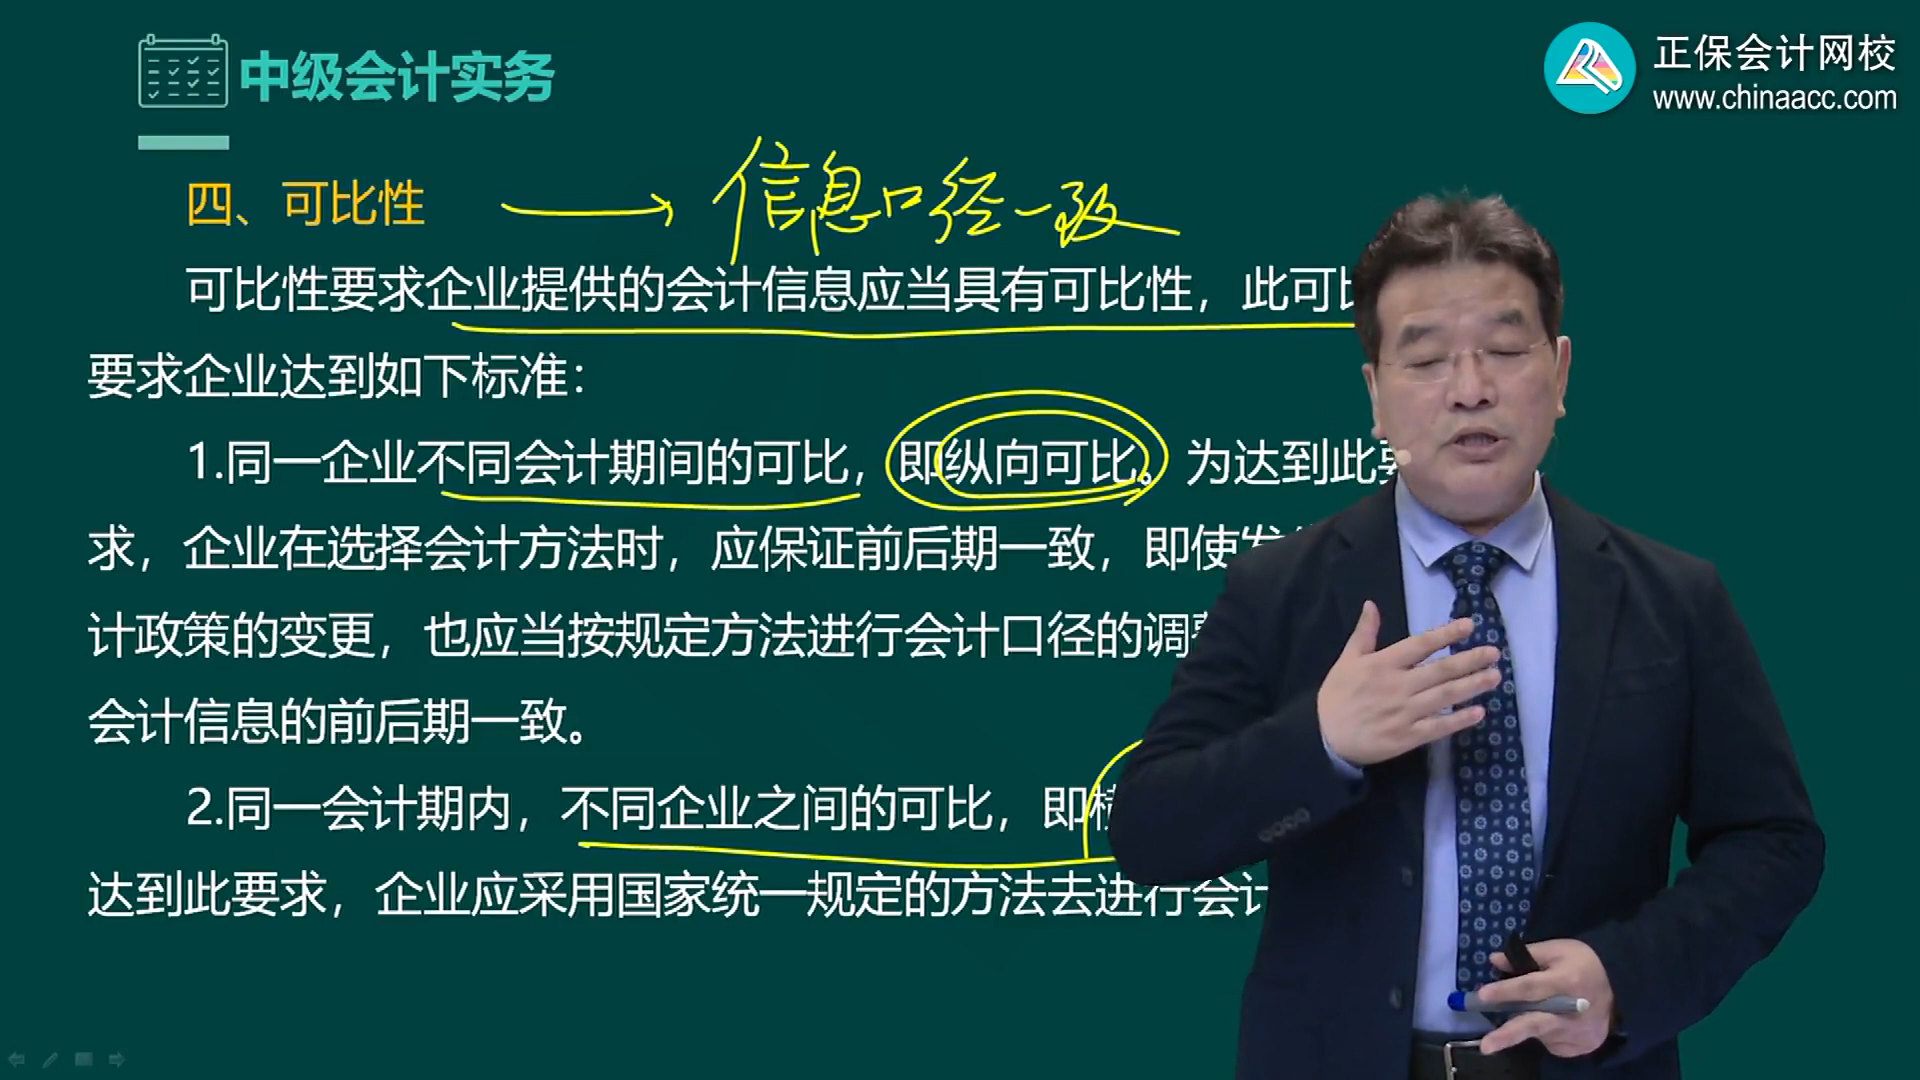 中级会计实务
正保会计网校
www.chinaacc.com
四、可比性 → 信息口径一致
可比性要求企业提供的会计信息应当具有可比性，此可
要求企业达到如下标准：
1.同一企业不同会计期间的可比，即纵向可比。为达到此
求，企业在选择会计方法时，应保证前后期一致，即使
计政策的变更，也应当按规定方法进行会计口径的调
会计信息的前后期一致。
2.同一会计期内，不同企业之间的可比，即
达到此要求，企业应采用国家统一规定的方法去进行会计